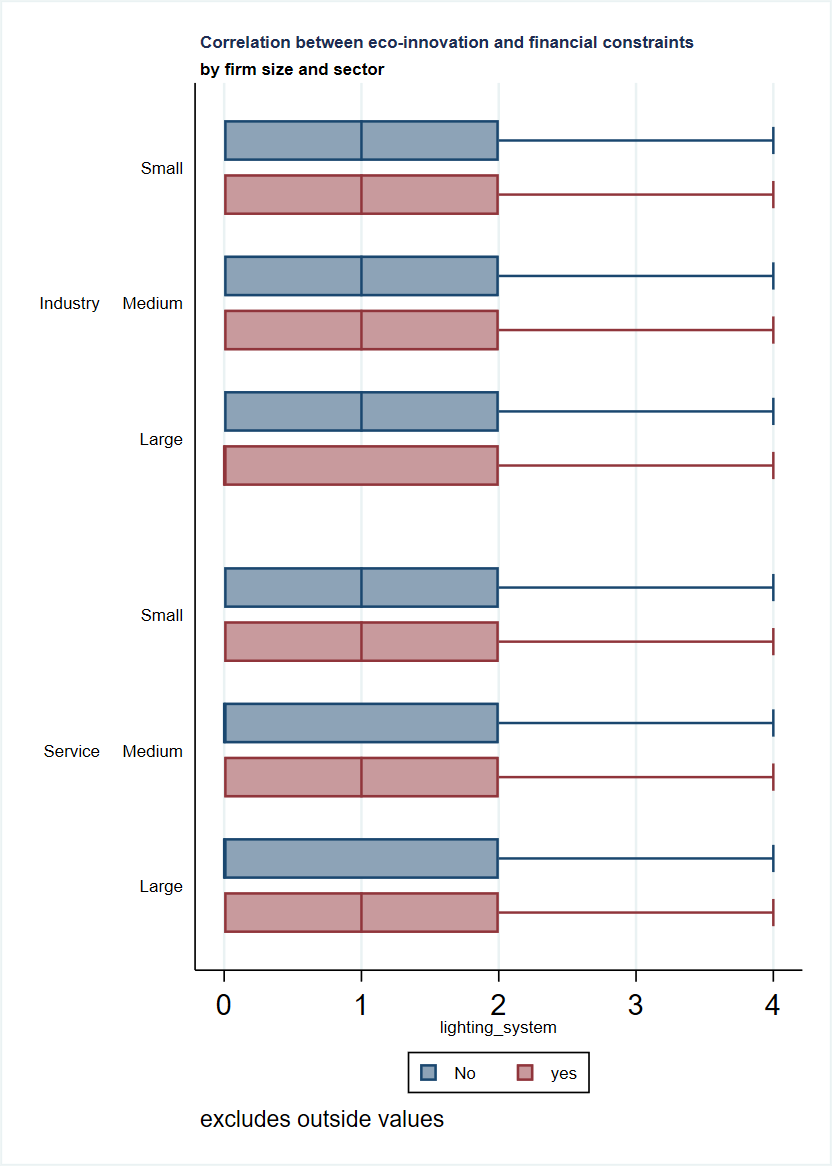 Correlation between eco-innovation and financial constraints
by firm size and sector
Small
Industry Medium
Large
Small
Service Medium
Large
0 1 2 3 4
lighting_system
No yes
excludes outside values